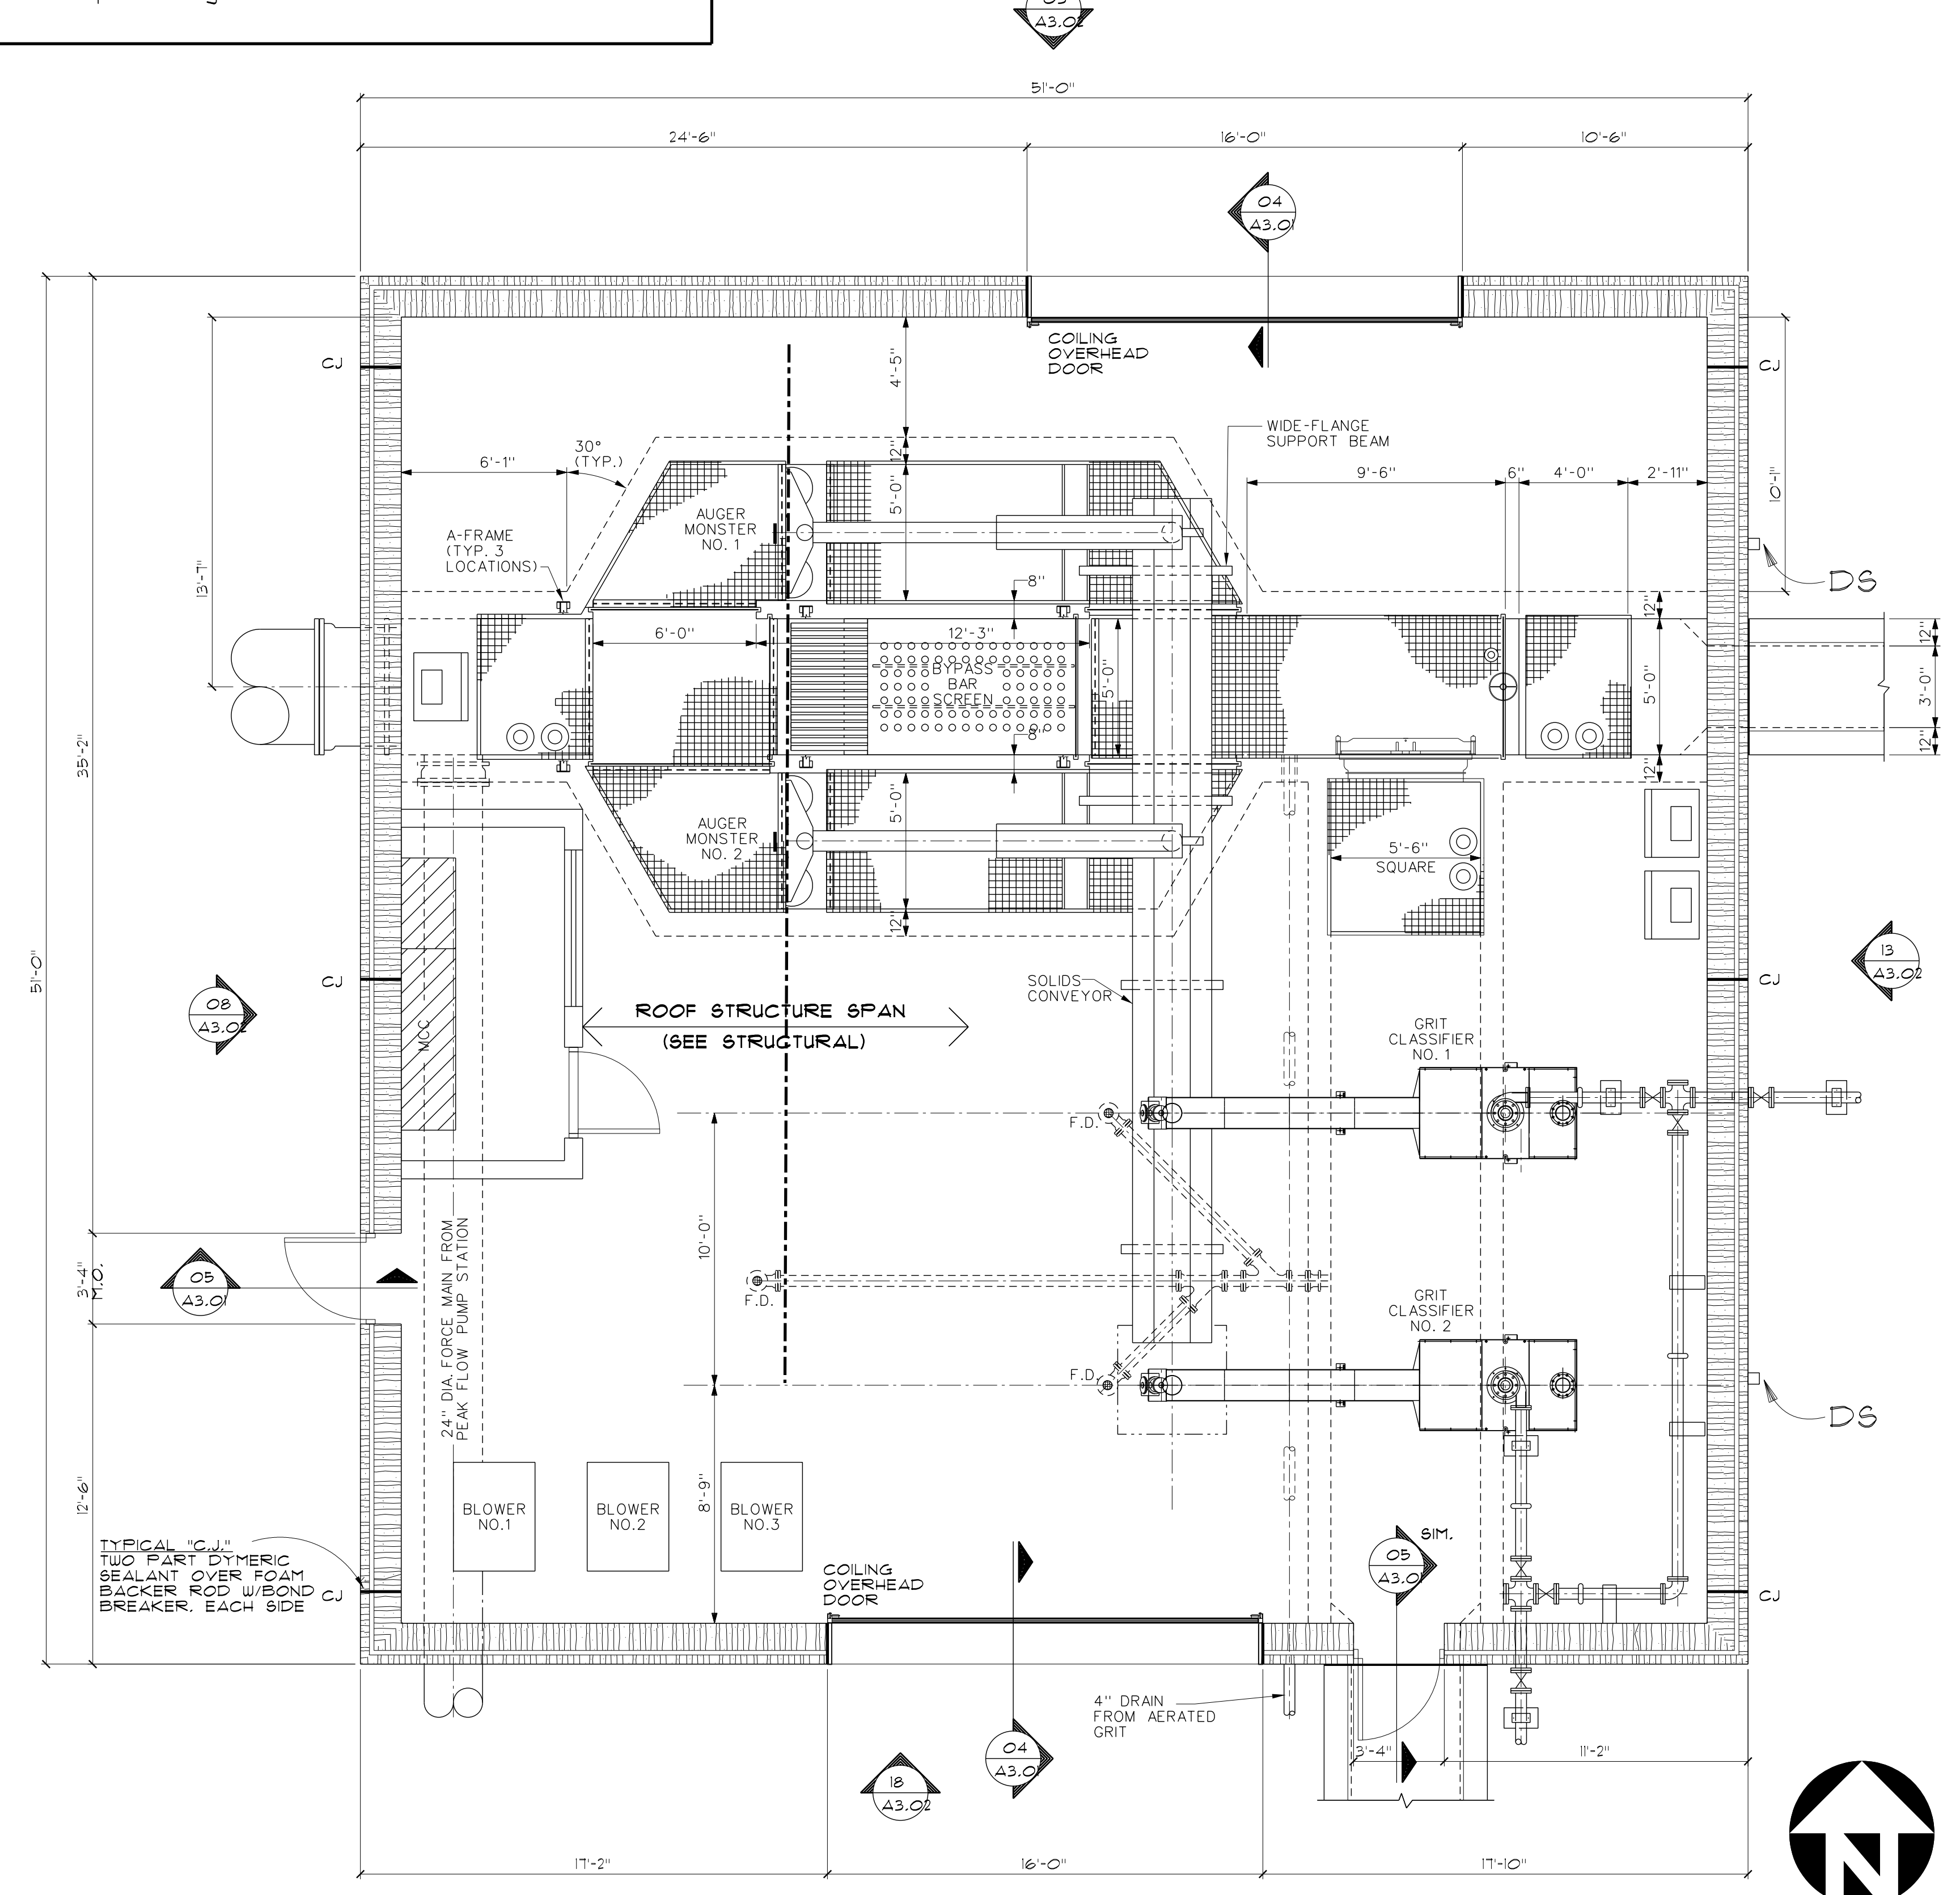 03
A3.02
51'-0"
24'-6"
16'-0"
10'-6"
04
A3.01
COILING
OVERHEAD
DOOR
CJ
CJ
4'-5"
WIDE-FLANGE
SUPPORT BEAM
30°
(TYP.)
6'-1"
12"
9'-6"
6"
4'-0"
2'-11"
10'-1"
5'-0"
AUGER
MONSTER
NO. 1
A-FRAME
(TYP. 3
LOCATIONS)
13'-7"
8"
DS
12"
6'-0"
12'-3"
12"
BYPASS
BAR
SCREEN
5'-0"
5'-0"
3'-0"
8"
12"
12"
35'-2"
5'-0"
AUGER
MONSTER
NO. 2
5'-6"
SQUARE
12"
51'-0"
13
A3.02
CJ
CJ
SOLIDS
CONVEYOR
08
A3.02
ROOF STRUCTURE SPAN
(SEE STRUCTURAL)
MCC
GRIT
CLASSIFIER
NO. 1
F.D.
10'-0"
3'-4"
M.O.
05
A3.01
24" DIA. FORCE MAIN FROM
PEAK FLOW PUMP STATION
F.D.
GRIT
CLASSIFIER
NO. 2
F.D.
DS
12'-6"
8'-9"
BLOWER
NO.1
BLOWER
NO.2
BLOWER
NO.3
TYPICAL "C.J."
TWO PART DYMERIC
SEALANT OVER FOAM
BACKER ROD W/BOND
BREAKER. EACH SIDE
CJ
COILING
OVERHEAD
DOOR
SIM.
05
A3.01
CJ
4" DRAIN
FROM AERATED
GRIT
04
A3.01
18
A3.02
3'-4"
11'-2"
17'-2"
16'-0"
17'-10"
N